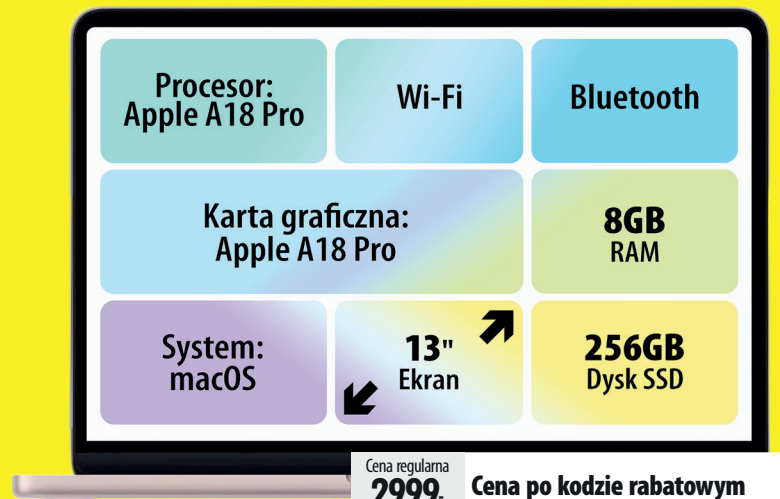 Procesor:
Apple A18 Pro
Wi-Fi
Bluetooth
Karta graficzna:
Apple A18 Pro
8GB
RAM
System:
macOS
13"
Ekran
256GB
Dysk SSD
Cena regularna
2999,-
Cena po kodzie rabatowym